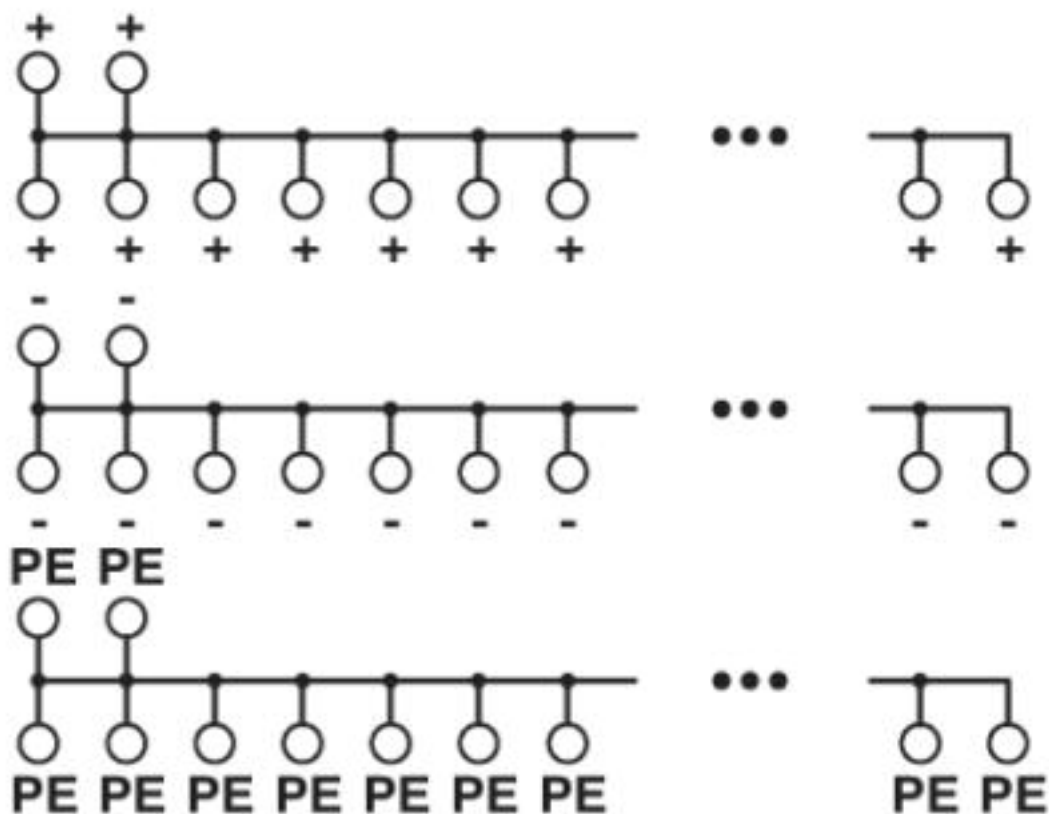 + +
+ + + + + + + + +
- -
- - - - - - - - -
PE PE
PE PE PE PE PE PE PE PE PE